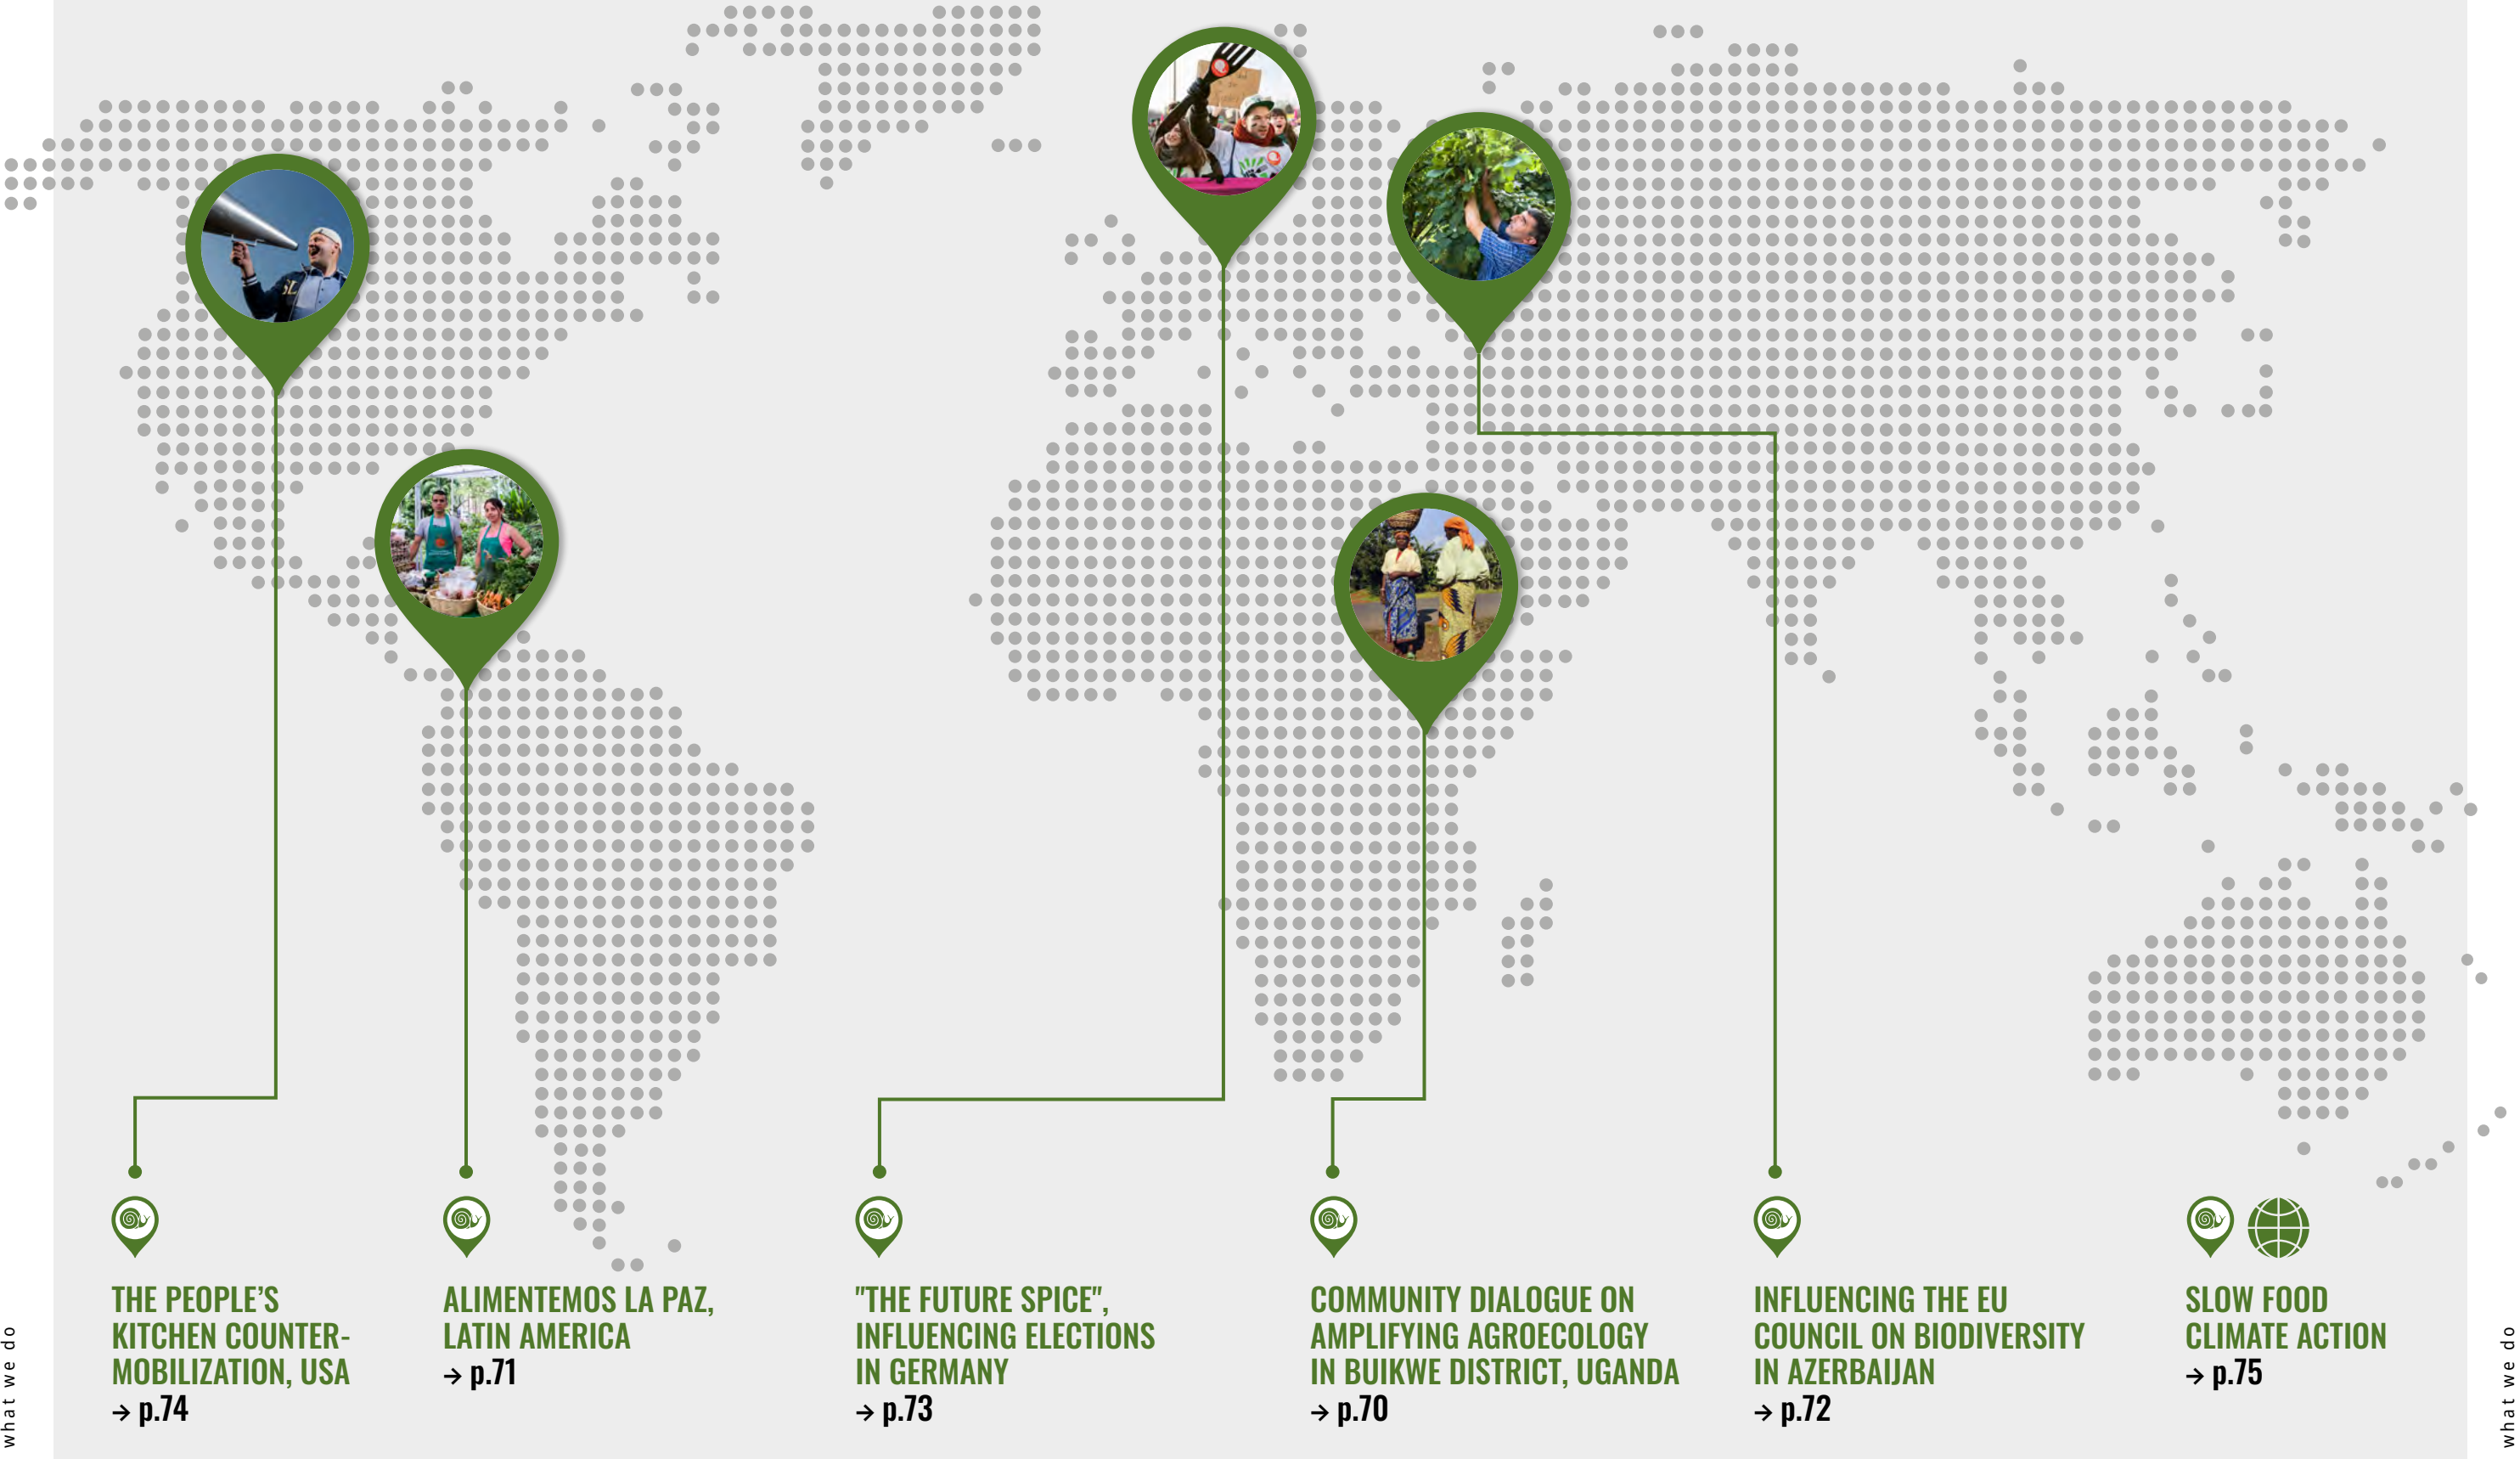 THE PEOPLE’S
KITCHEN COUNTER-
MOBILIZATION, USA
→ p.74
ALIMENTEMOS LA PAZ,
LATIN AMERICA
→ p.71
"THE FUTURE SPICE",
INFLUENCING ELECTIONS
IN GERMANY
→ p.73
COMMUNITY DIALOGUE ON
AMPLIFYING AGROECOLOGY
IN BUIKWE DISTRICT, UGANDA
→ p.70
INFLUENCING THE EU
COUNCIL ON BIODIVERSITY
IN AZERBAIJAN
→ p.72
SLOW FOOD
CLIMATE ACTION
→ p.75
what we do
what we do